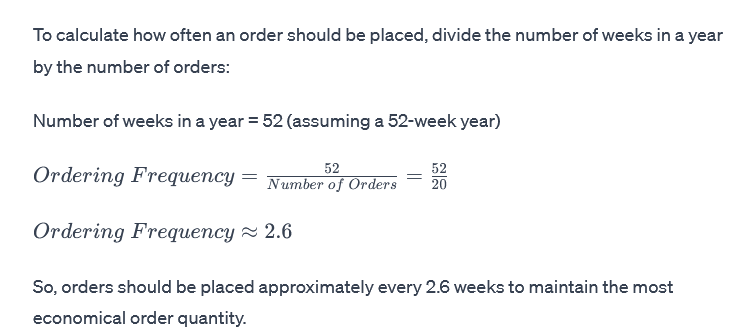 To calculate how often an order should be placed, divide the number of weeks in a year
by the number of orders:
Number of weeks in a year = 52 (assuming a 52-week year)
Ordering Frequency = 52 / Number of Orders = 52 / 20
Ordering Frequency ≈ 2.6
So, orders should be placed approximately every 2.6 weeks to maintain the most
economical order quantity.